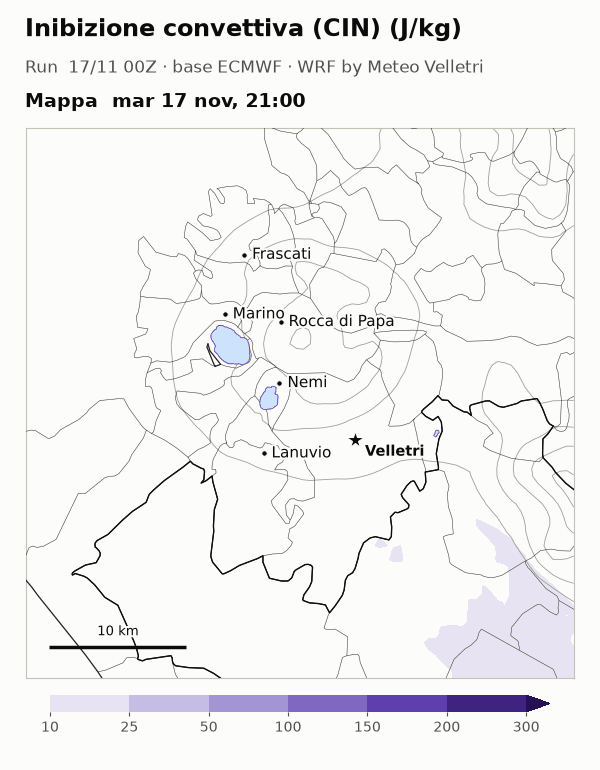 Inibizione convettiva (CIN) (J/kg)
Run  17/11 00Z · base ECMWF · WRF by Meteo Velletri
Mappa  mar 17 nov, 21:00
Frascati
Marino
Rocca di Papa
Nemi
Velletri
Lanuvio
10 km
10 25 50 100 150 200 300